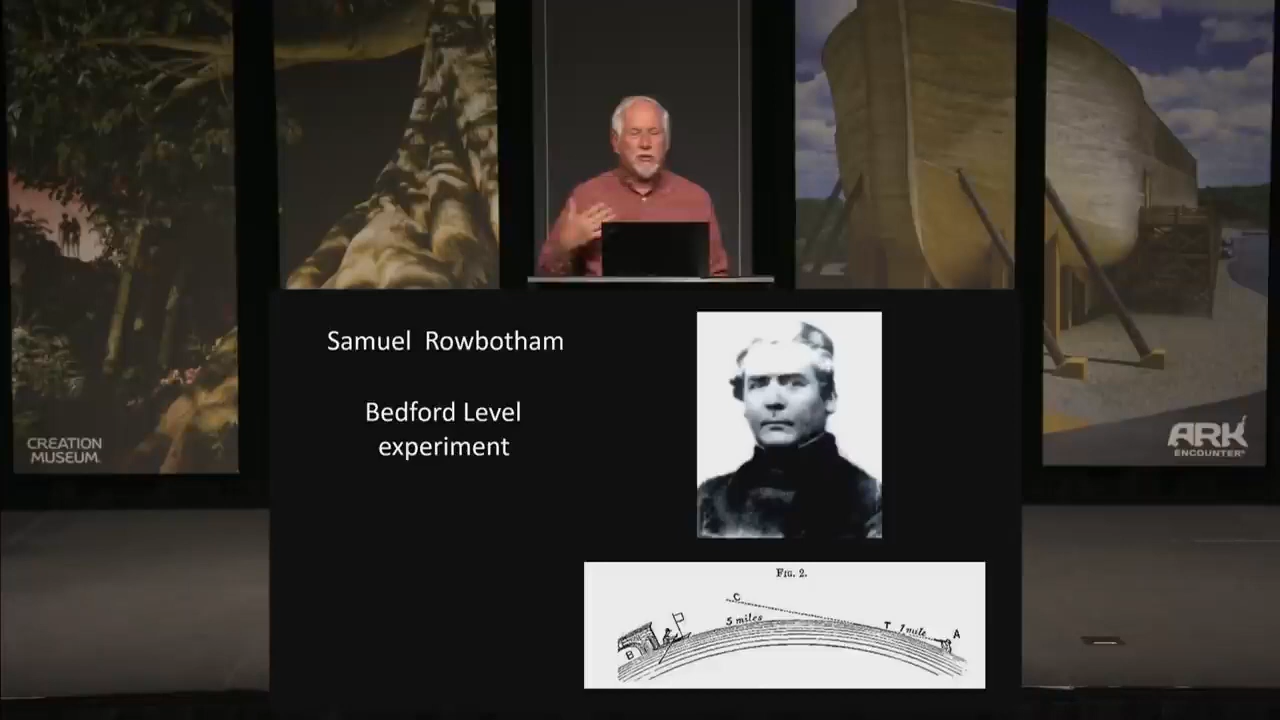 Samuel Rowbotham
Bedford Level
experiment
CREATION
MUSEUM
ARK
ENCOUNTER
FIG. 2.
C
5 miles
T
1 mile
A
B